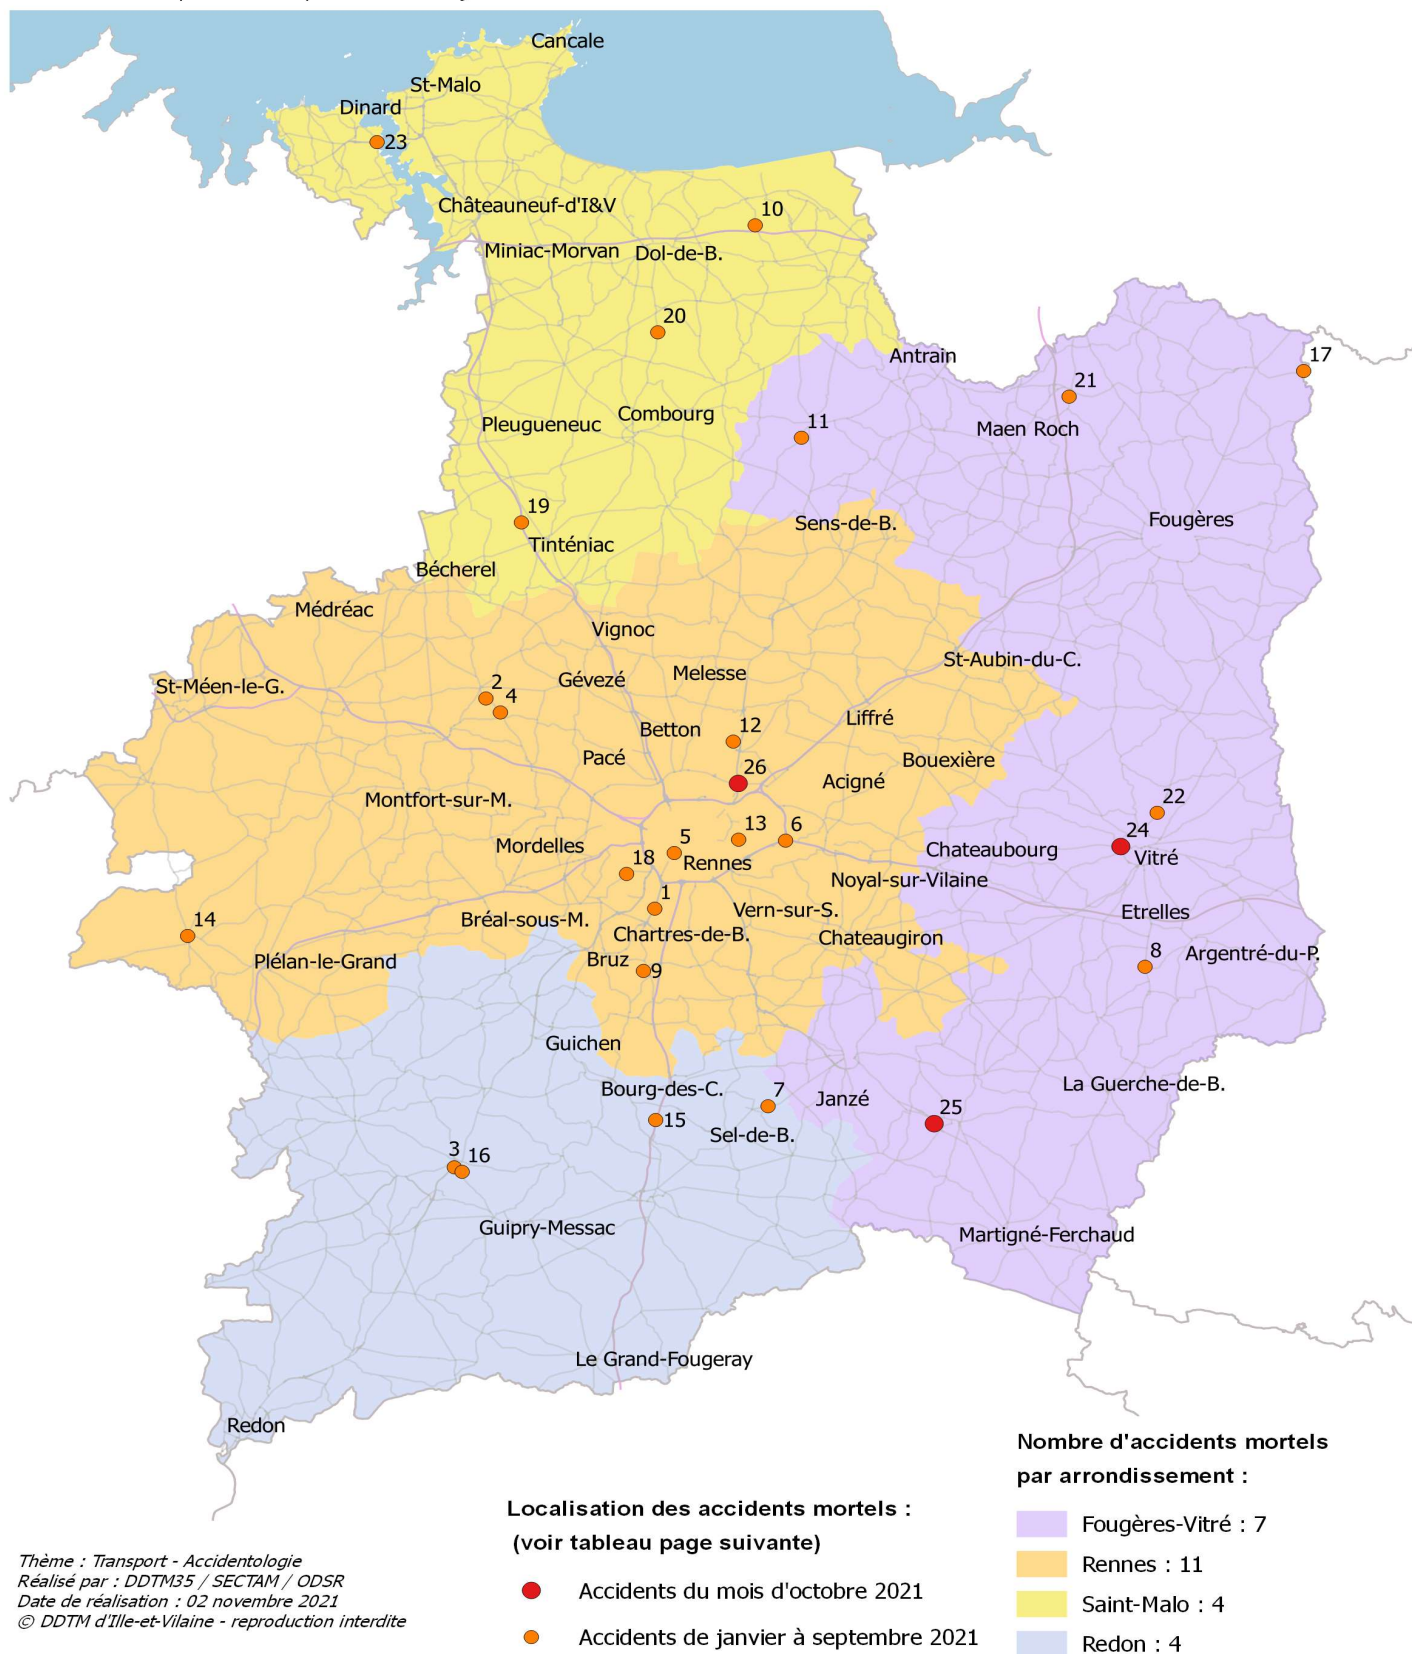 Cancale
St-Malo
Dinard
23
Châteauneuf-d'I&V
10
Miniac-Morvan
Dol-de-B.
20
Antrain
17
21
Combourg
Pleugueneuc
11
Maen Roch
19
Sens-de-B.
Fougères
Tinténiac
Bécherel
Médréac
Vignoc
St-Aubin-du-C.
Melesse
Gévezé
St-Méen-le-G.
2
4
Liffré
Betton
12
Pacé
Bouexière
26
Acigné
Montfort-sur-M.
22
13
6
24
Mordelles
5
Chateaubourg
Vitré
18
Rennes
Noyal-sur-Vilaine
1
Vern-sur-S.
Etrelles
14
Bréal-sous-M.
Chartres-de-B.
Chateaugiron
8
Argentré-du-P.
Plélan-le-Grand
Bruz
9
Guichen
La Guerche-de-B.
Bourg-des-C.
7
Janzé
25
15
Sel-de-B.
3
16
Guipry-Messac
Martigné-Ferchaud
Le Grand-Fougeray
Redon
Nombre d'accidents mortels
par arrondissement :
Fougères-Vitré : 7
Rennes : 11
Saint-Malo : 4
Redon : 4
Localisation des accidents mortels :
(voir tableau page suivante)
Accidents du mois d'octobre 2021
Accidents de janvier à septembre 2021
Thème : Transport - Accidentologie
Réalisé par : DDTM35 / SECTAM / ODSR
Date de réalisation : 02 novembre 2021
© DDTM d'Ille-et-Vilaine - reproduction interdite